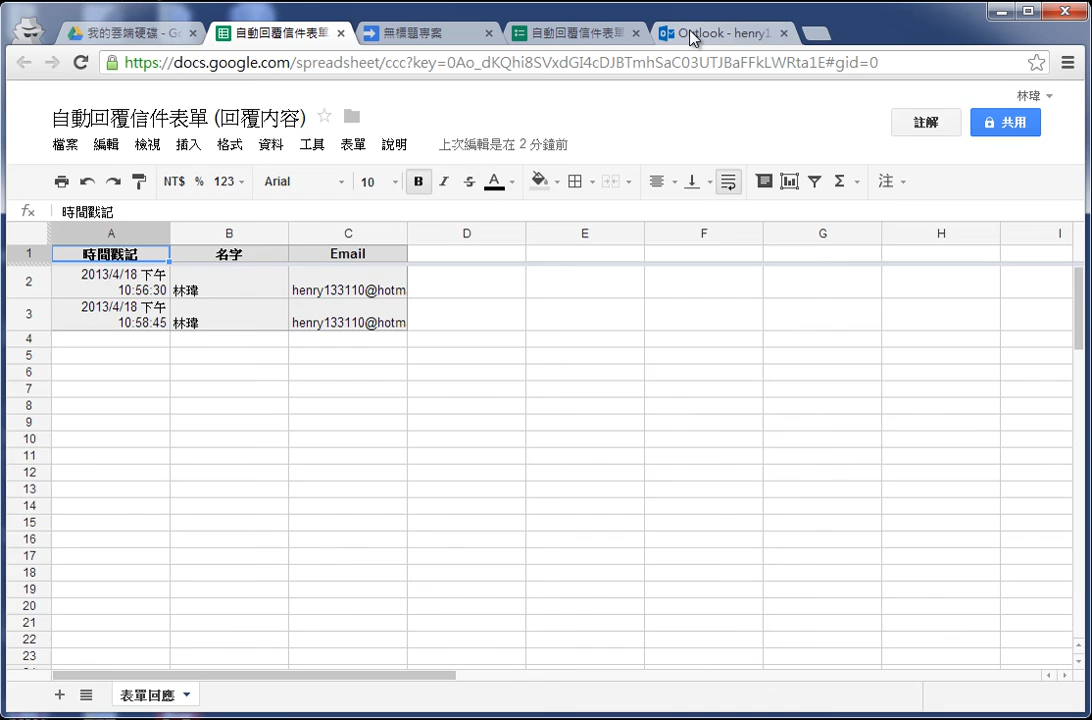 我的雲端硬碟 - Go
自動回覆信件表單
無標題專案
自動回覆信件表單
Outlook - henry1
https://docs.google.com/spreadsheet/ccc?key=0Ao_dKQhi8SVxdGI4cDJBTmhSaC03UTJBaFFkLWRta1E#gid=0
林瑋
自動回覆信件表單 (回覆內容)
註解
共用
檔案 編輯 檢視 插入 格式 資料 工具 表單 說明 上次編輯是在 2 分鐘前
NT$ % 123 Arial 10 B I S A Σ 注
fx 時間戳記
A B C D E F G H I
1 時間戳記 名字 Email
2 2013/4/18 下午 10:56:30 林瑋 henry133110@hotm
3 2013/4/18 下午 10:58:45 林瑋 henry133110@hotm
4
5
6
7
8
9
10
11
12
13
14
15
16
17
18
19
20
21
22
23
表單回應